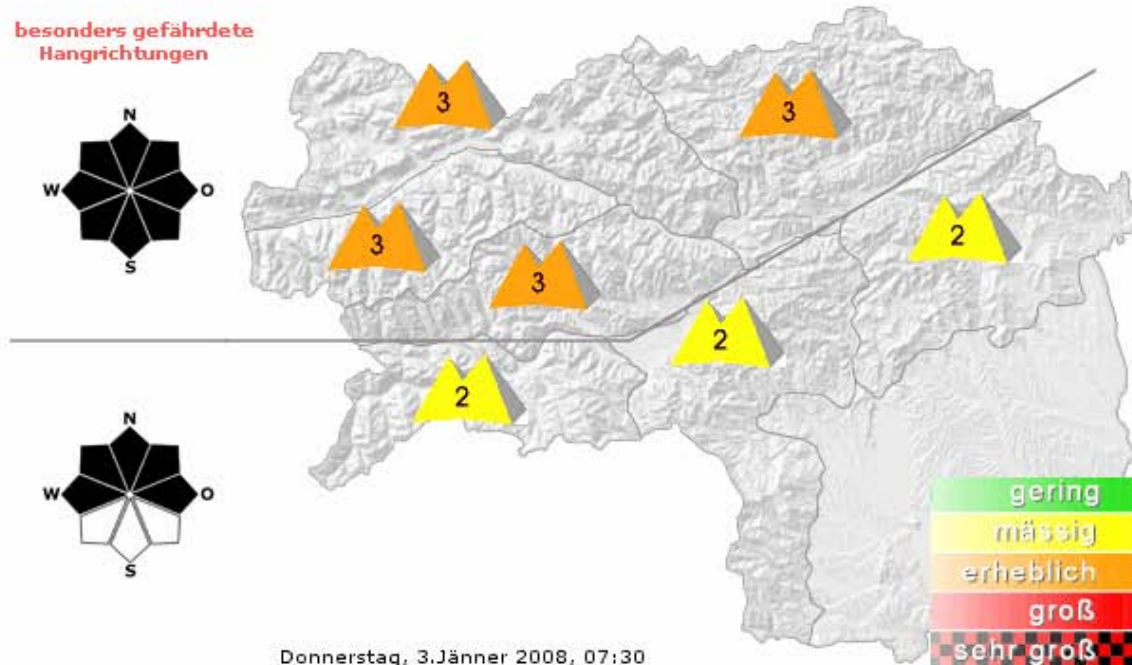 besonders gefährdete
Hangrichtungen
N
W O
S
3
3
3
3
2
2
2
N
W O
S
gering
mässig
erheblich
groß
sehr groß
Donnerstag, 3.Jänner 2008, 07:30